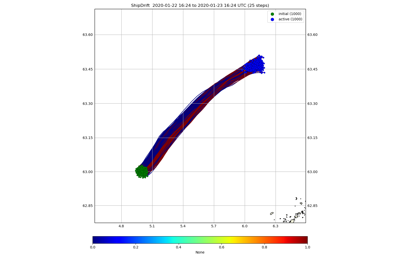 ShipDrift  2020-01-22 16:24 to 2020-01-23 16:24 UTC (25 steps)
initial (1000)
active (1000)
63.60 63.60
63.45 63.45
63.30 63.30
63.15 63.15
63.00 63.00
62.85 62.85
4.8 5.1 5.4 5.7 6.0 6.3
0.0 0.2 0.4 0.6 0.8 1.0
None